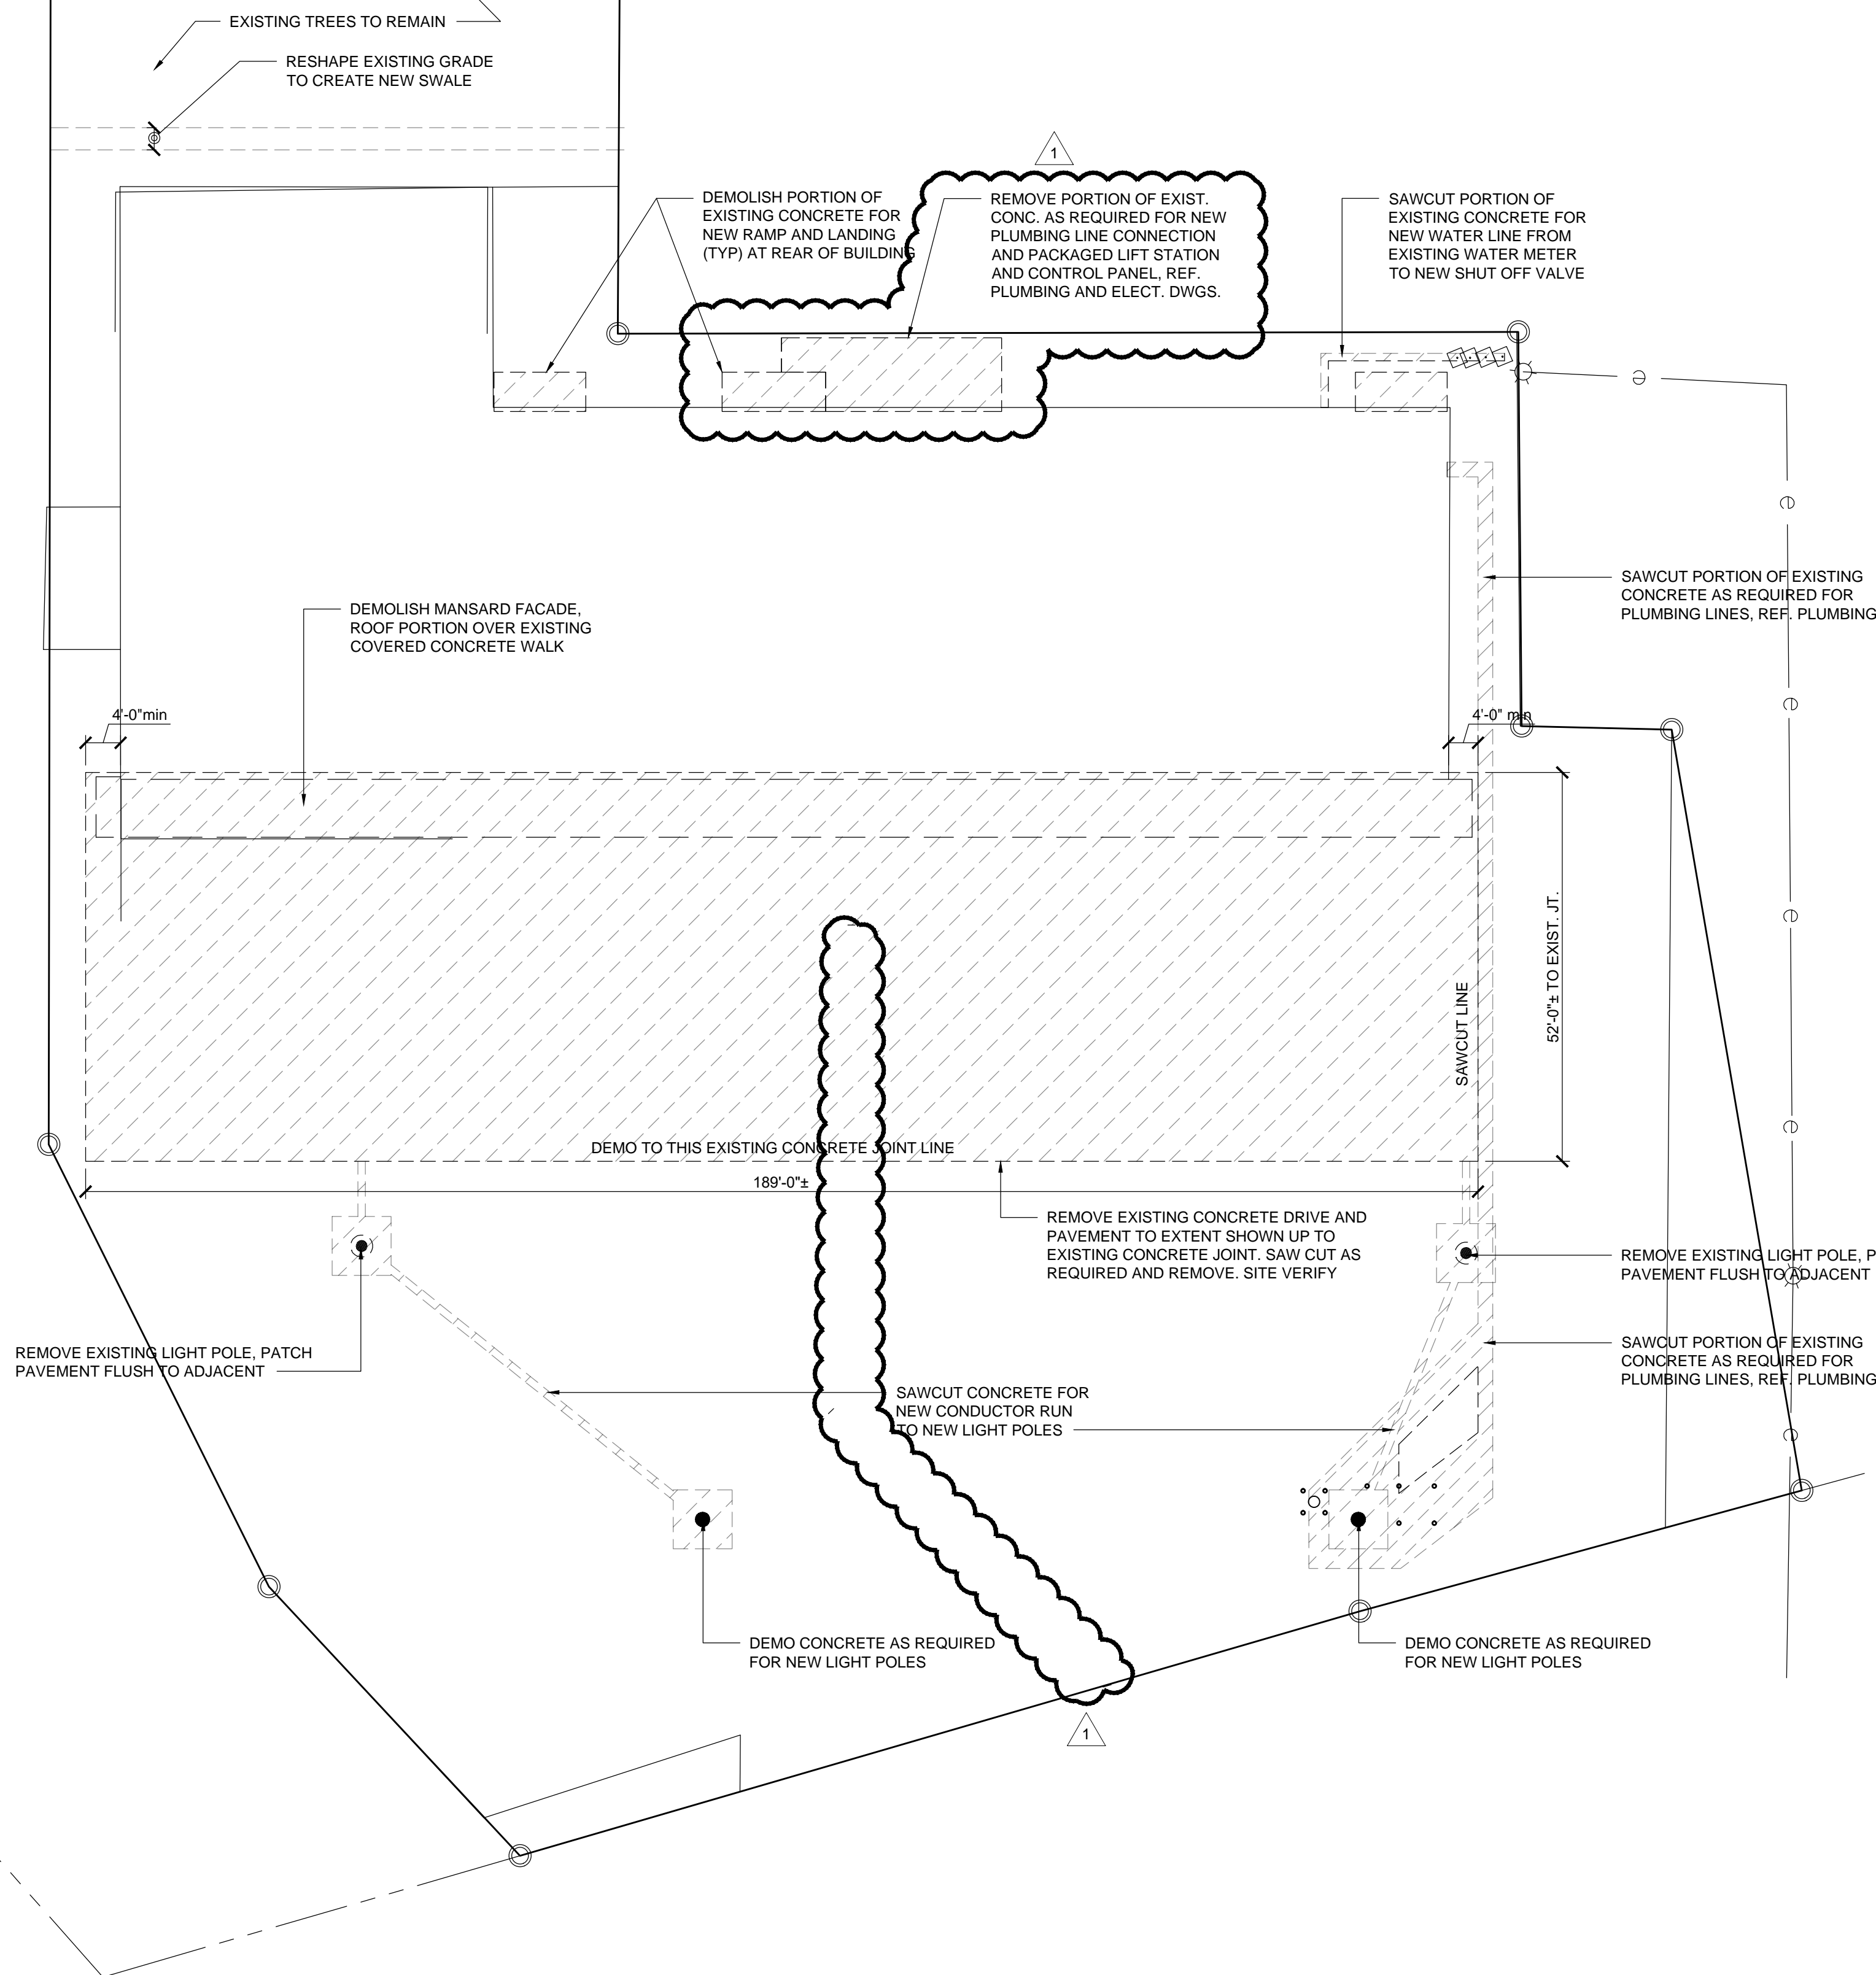 EXISTING TREES TO REMAIN
RESHAPE EXISTING GRADE
TO CREATE NEW SWALE
1
DEMOLISH PORTION OF
EXISTING CONCRETE FOR
NEW RAMP AND LANDING
(TYP) AT REAR OF BUILDING
REMOVE PORTION OF EXIST.
CONC. AS REQUIRED FOR NEW
PLUMBING LINE CONNECTION
AND PACKAGED LIFT STATION
AND CONTROL PANEL, REF.
PLUMBING AND ELECT. DWGS.
SAWCUT PORTION OF
EXISTING CONCRETE FOR
NEW WATER LINE FROM
EXISTING WATER METER
TO NEW SHUT OFF VALVE
e
e
SAWCUT PORTION OF EXISTING
CONCRETE AS REQUIRED FOR
PLUMBING LINES, REF. PLUMBING
DEMOLISH MANSARD FACADE,
ROOF PORTION OVER EXISTING
COVERED CONCRETE WALK
e
4'-0"min
4'-0" min
52'-0"± TO EXIST. JT.
SAWCUT LINE
e
e
DEMO TO THIS EXISTING CONCRETE JOINT LINE
189'-0"±
REMOVE EXISTING CONCRETE DRIVE AND
PAVEMENT TO EXTENT SHOWN UP TO
EXISTING CONCRETE JOINT. SAW CUT AS
REQUIRED AND REMOVE. SITE VERIFY
REMOVE EXISTING LIGHT POLE, P
PAVEMENT FLUSH TO ADJACENT
REMOVE EXISTING LIGHT POLE, PATCH
PAVEMENT FLUSH TO ADJACENT
SAWCUT PORTION OF EXISTING
CONCRETE AS REQUIRED FOR
PLUMBING LINES, REF. PLUMBING
SAWCUT CONCRETE FOR
NEW CONDUCTOR RUN
TO NEW LIGHT POLES
e
DEMO CONCRETE AS REQUIRED
FOR NEW LIGHT POLES
DEMO CONCRETE AS REQUIRED
FOR NEW LIGHT POLES
1